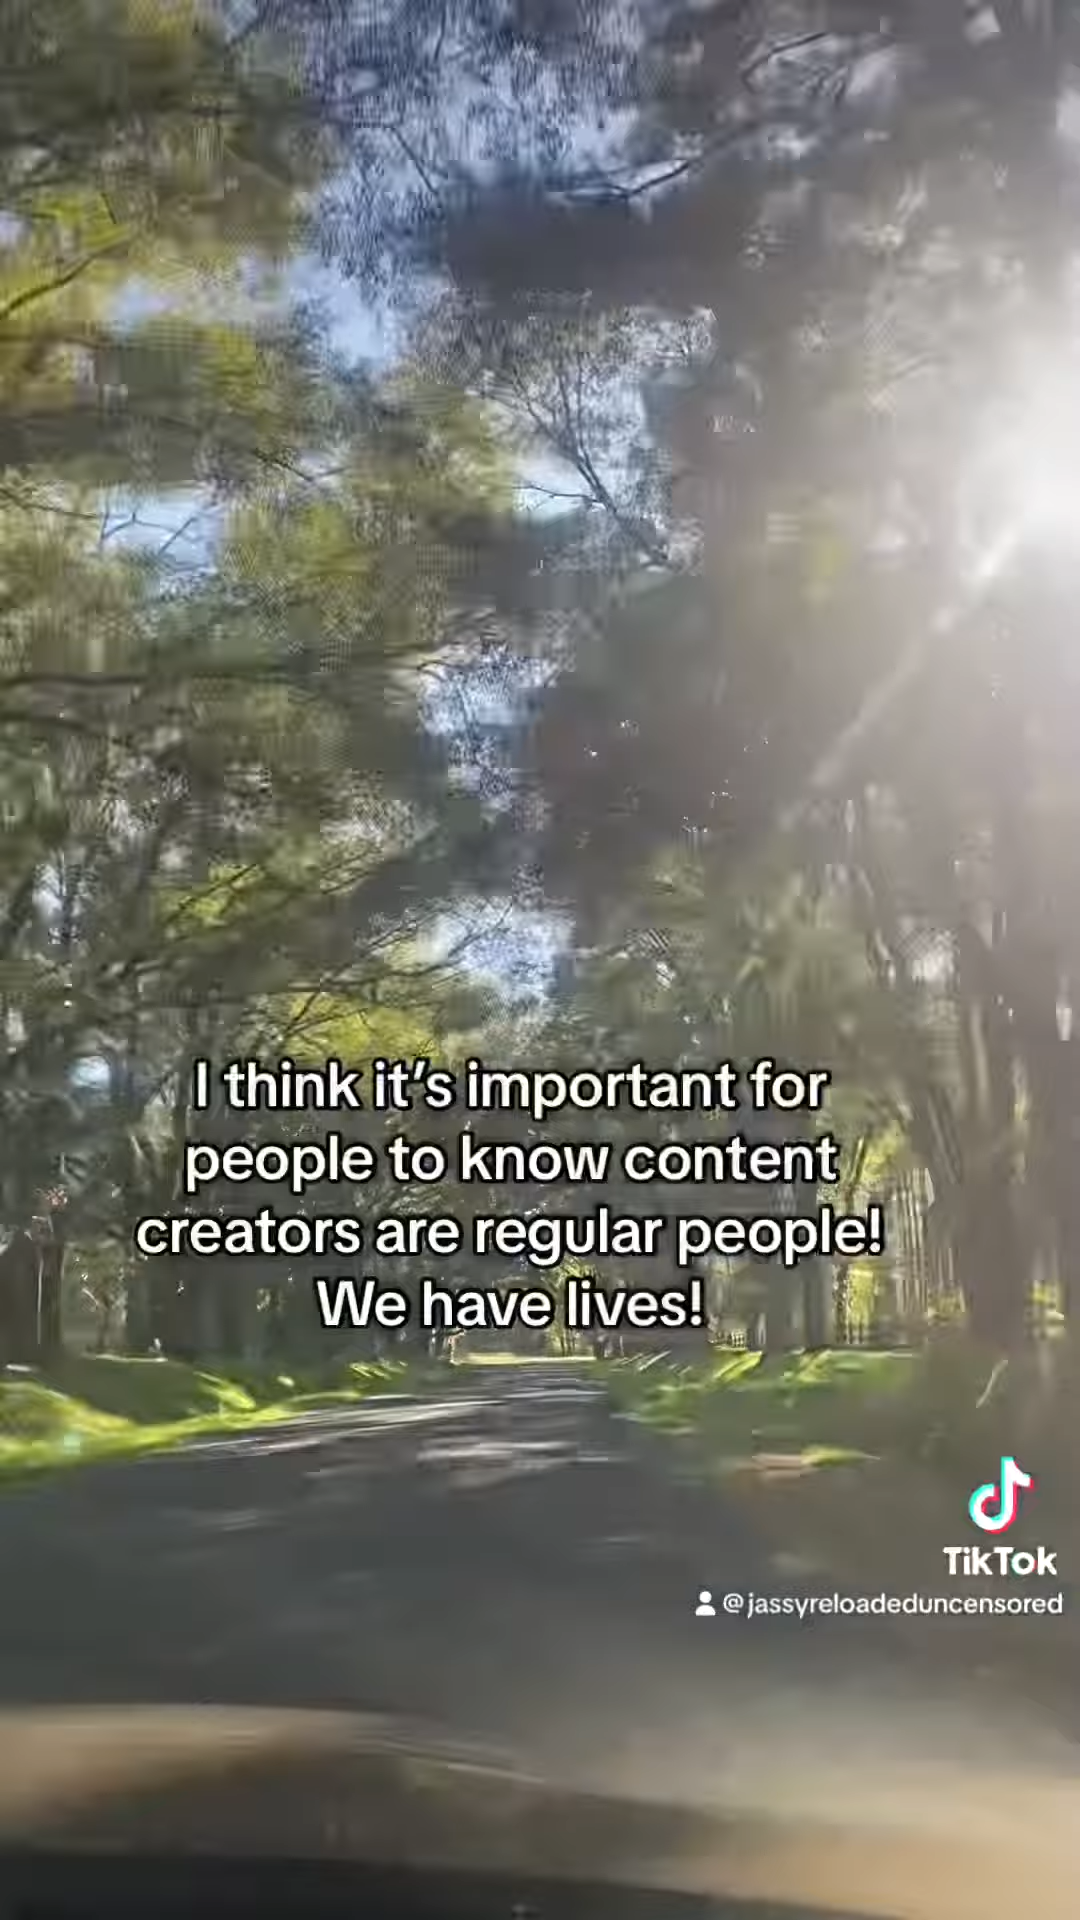 I think it's important for
people to know content
creators are regular people!
We have lives!
TikTok
@jassyreloadeduncensored